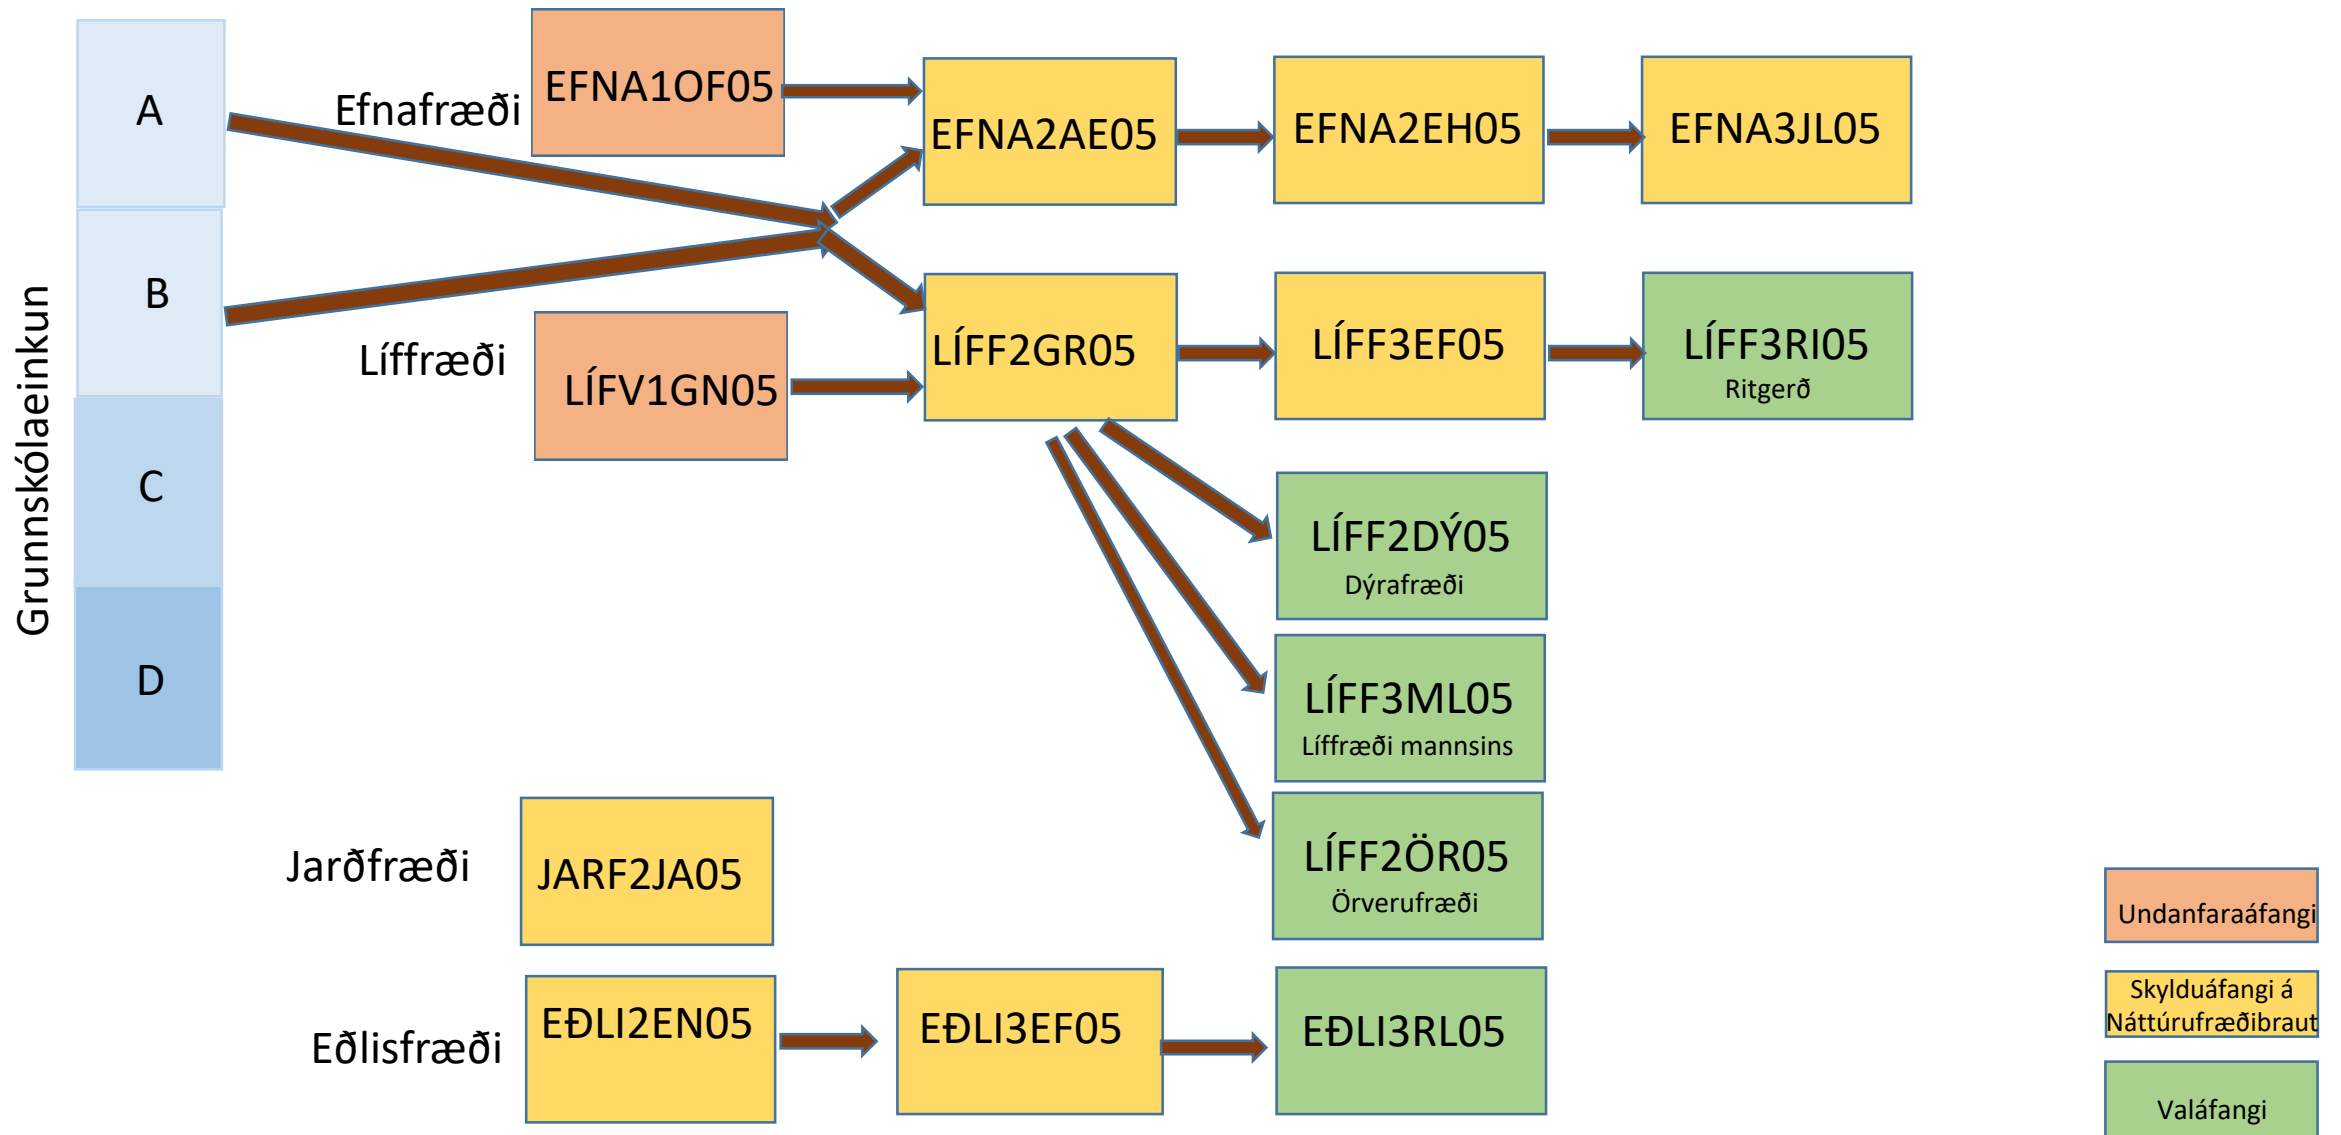 Grunnskólaeinkun
A
B
C
D
Efnafræði
EFNA1OF05
EFNA2AE05
EFNA2EH05
EFNA3JL05
Líffræði
LÍFV1GN05
LÍFF2GR05
LÍFF3EF05
LÍFF3RI05
Ritgerð
LÍFF2DÝ05
Dýrafræði
LÍFF3ML05
Líffræði mannsins
LÍFF2ÖR05
Örverufræði
Jarðfræði
JARF2JA05
Eðlisfræði
EÐLI2EN05
EÐLI3EF05
EÐLI3RL05
Undanfaraáfangi
Skylduáfangi á
Náttúrufræðibraut
Valáfangi